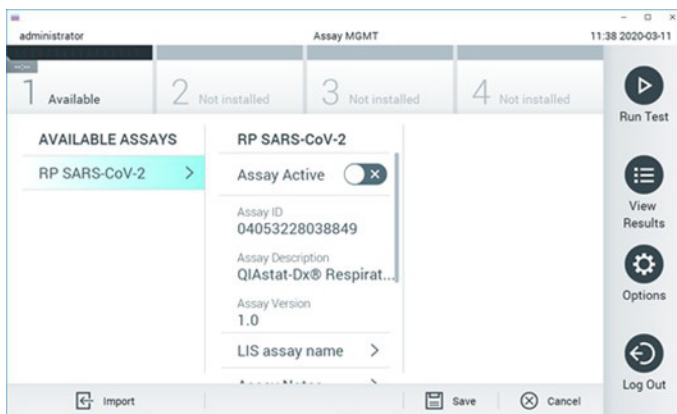 administrator Assay MGMT 11:38 2020-03-11
1 Available 2 Not installed 3 Not installed 4 Not installed
Run Test
AVAILABLE ASSAYS RP SARS-CoV-2
RP SARS-CoV-2 Assay Active
View
Results
Assay ID
04053228038849
Assay Description
QIAstat-Dx® Respirat...
Options
Assay Version
1.0
LIS assay name
Log Out
Import Save Cancel